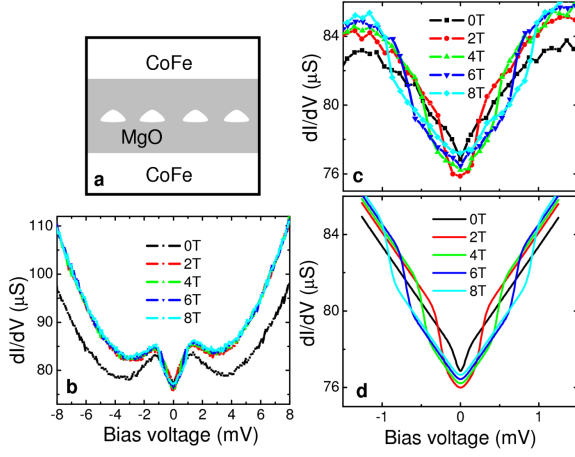 CoFe
MgO
CoFe
a
110
100
90
80
dI/dV (μS)
0T
2T
4T
6T
8T
b
-8 -6 -4 -2 0 2 4 6 8
Bias voltage (mV)
84
80
76
dI/dV (μS)
0T
2T
4T
6T
8T
c
84
80
76
dI/dV (μS)
0T
2T
4T
6T
8T
d
-1 0 1
Bias voltage (mV)